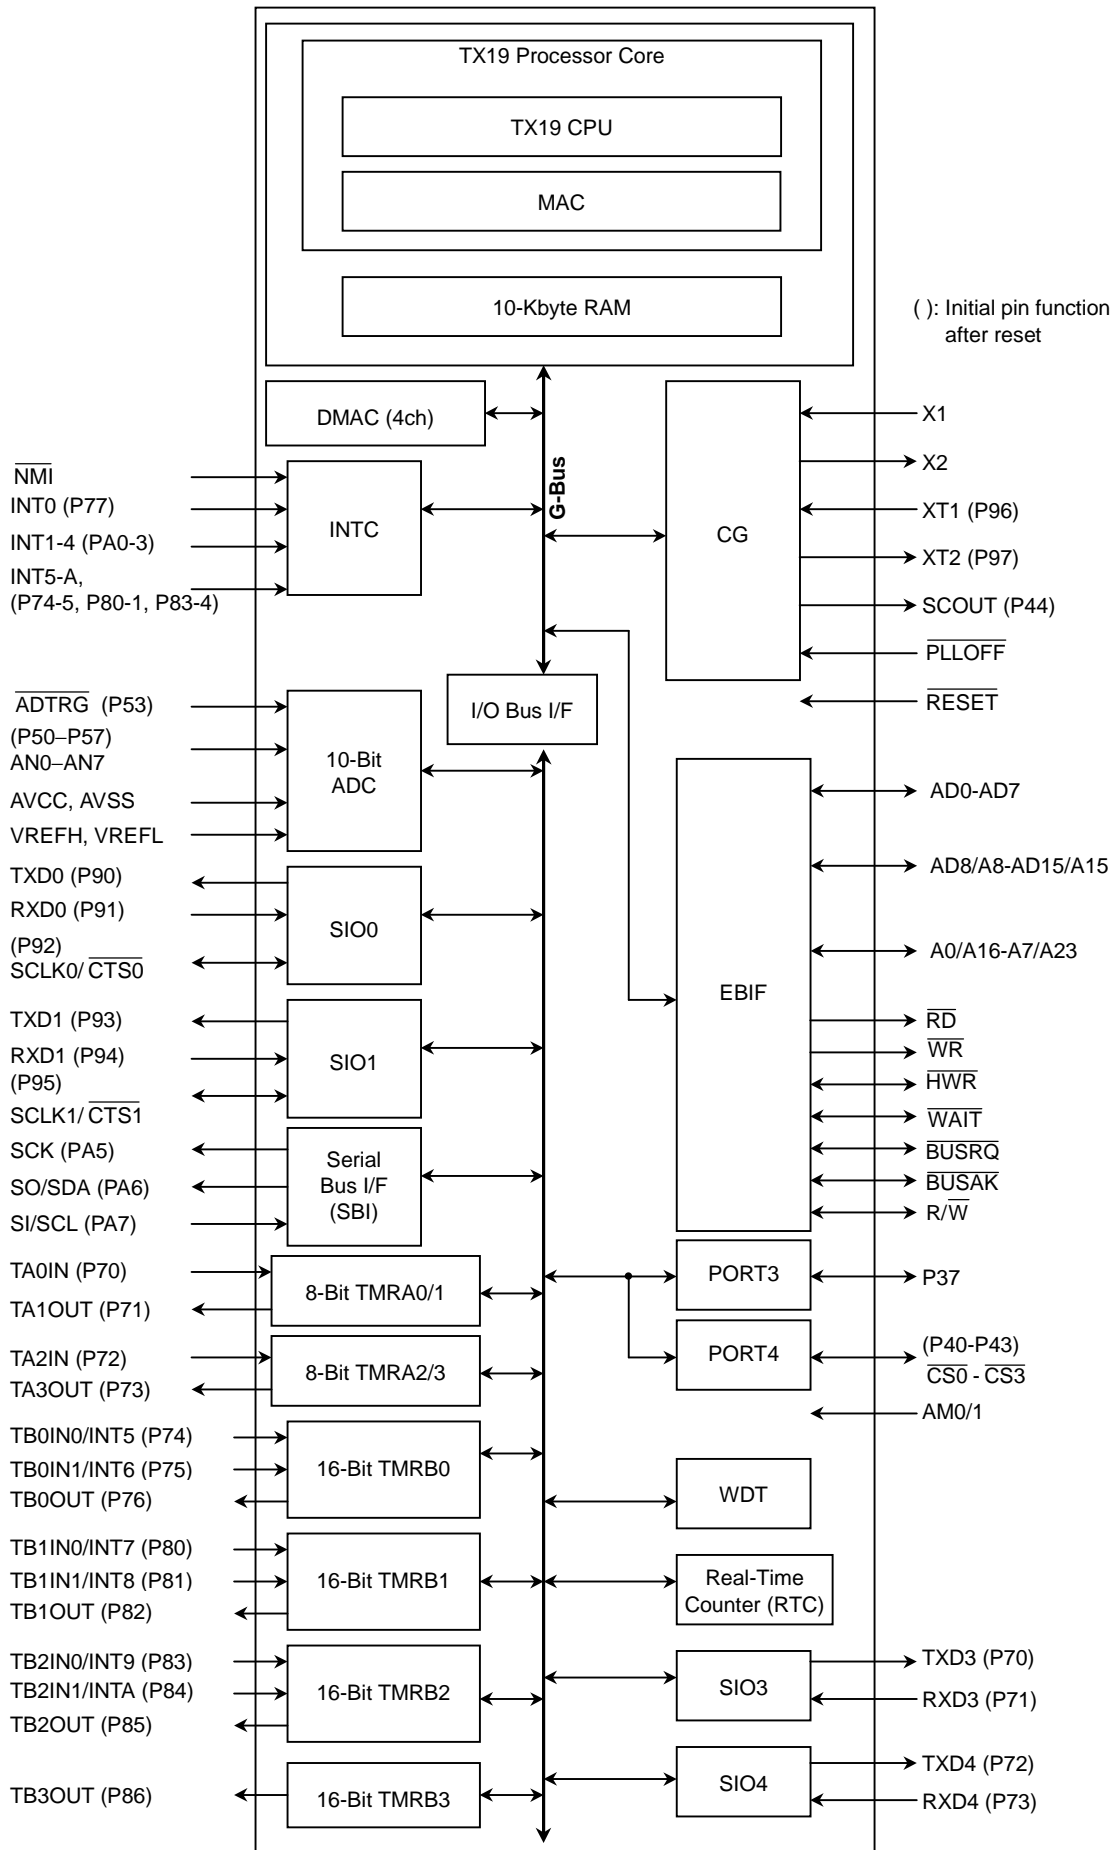 TX19 Processor Core
TX19 CPU
MAC
10-Kbyte RAM
( ): Initial pin function
after reset
DMAC (4ch)
G-Bus
NMI
INT0 (P77)
INT1-4 (PA0-3)
INT5-A,
(P74-5, P80-1, P83-4)
INTC
CG
X1
X2
XT1 (P96)
XT2 (P97)
SCOUT (P44)
PLLOFF
RESET
I/O Bus I/F
ADTRG (P53)
(P50–P57)
AN0–AN7
AVCC, AVSS
VREFH, VREFL
10-Bit
ADC
TXD0 (P90)
RXD0 (P91)
(P92)
SCLK0/ CTS0
SIO0
TXD1 (P93)
RXD1 (P94)
(P95)
SCLK1/ CTS1
SIO1
SCK (PA5)
SO/SDA (PA6)
SI/SCL (PA7)
Serial
Bus I/F
(SBI)
EBIF
AD0-AD7
AD8/A8-AD15/A15
A0/A16-A7/A23
RD
WR
HWR
WAIT
BUSRQ
BUSAK
R/W
TA0IN (P70)
TA1OUT (P71)
8-Bit TMRA0/1
PORT3
P37
TA2IN (P72)
TA3OUT (P73)
8-Bit TMRA2/3
PORT4
(P40-P43)
CS0 - CS3
AM0/1
TB0IN0/INT5 (P74)
TB0IN1/INT6 (P75)
TB0OUT (P76)
16-Bit TMRB0
WDT
TB1IN0/INT7 (P80)
TB1IN1/INT8 (P81)
TB1OUT (P82)
16-Bit TMRB1
Real-Time
Counter (RTC)
TB2IN0/INT9 (P83)
TB2IN1/INTA (P84)
TB2OUT (P85)
16-Bit TMRB2
SIO3
TXD3 (P70)
RXD3 (P71)
TB3OUT (P86)
16-Bit TMRB3
SIO4
TXD4 (P72)
RXD4 (P73)